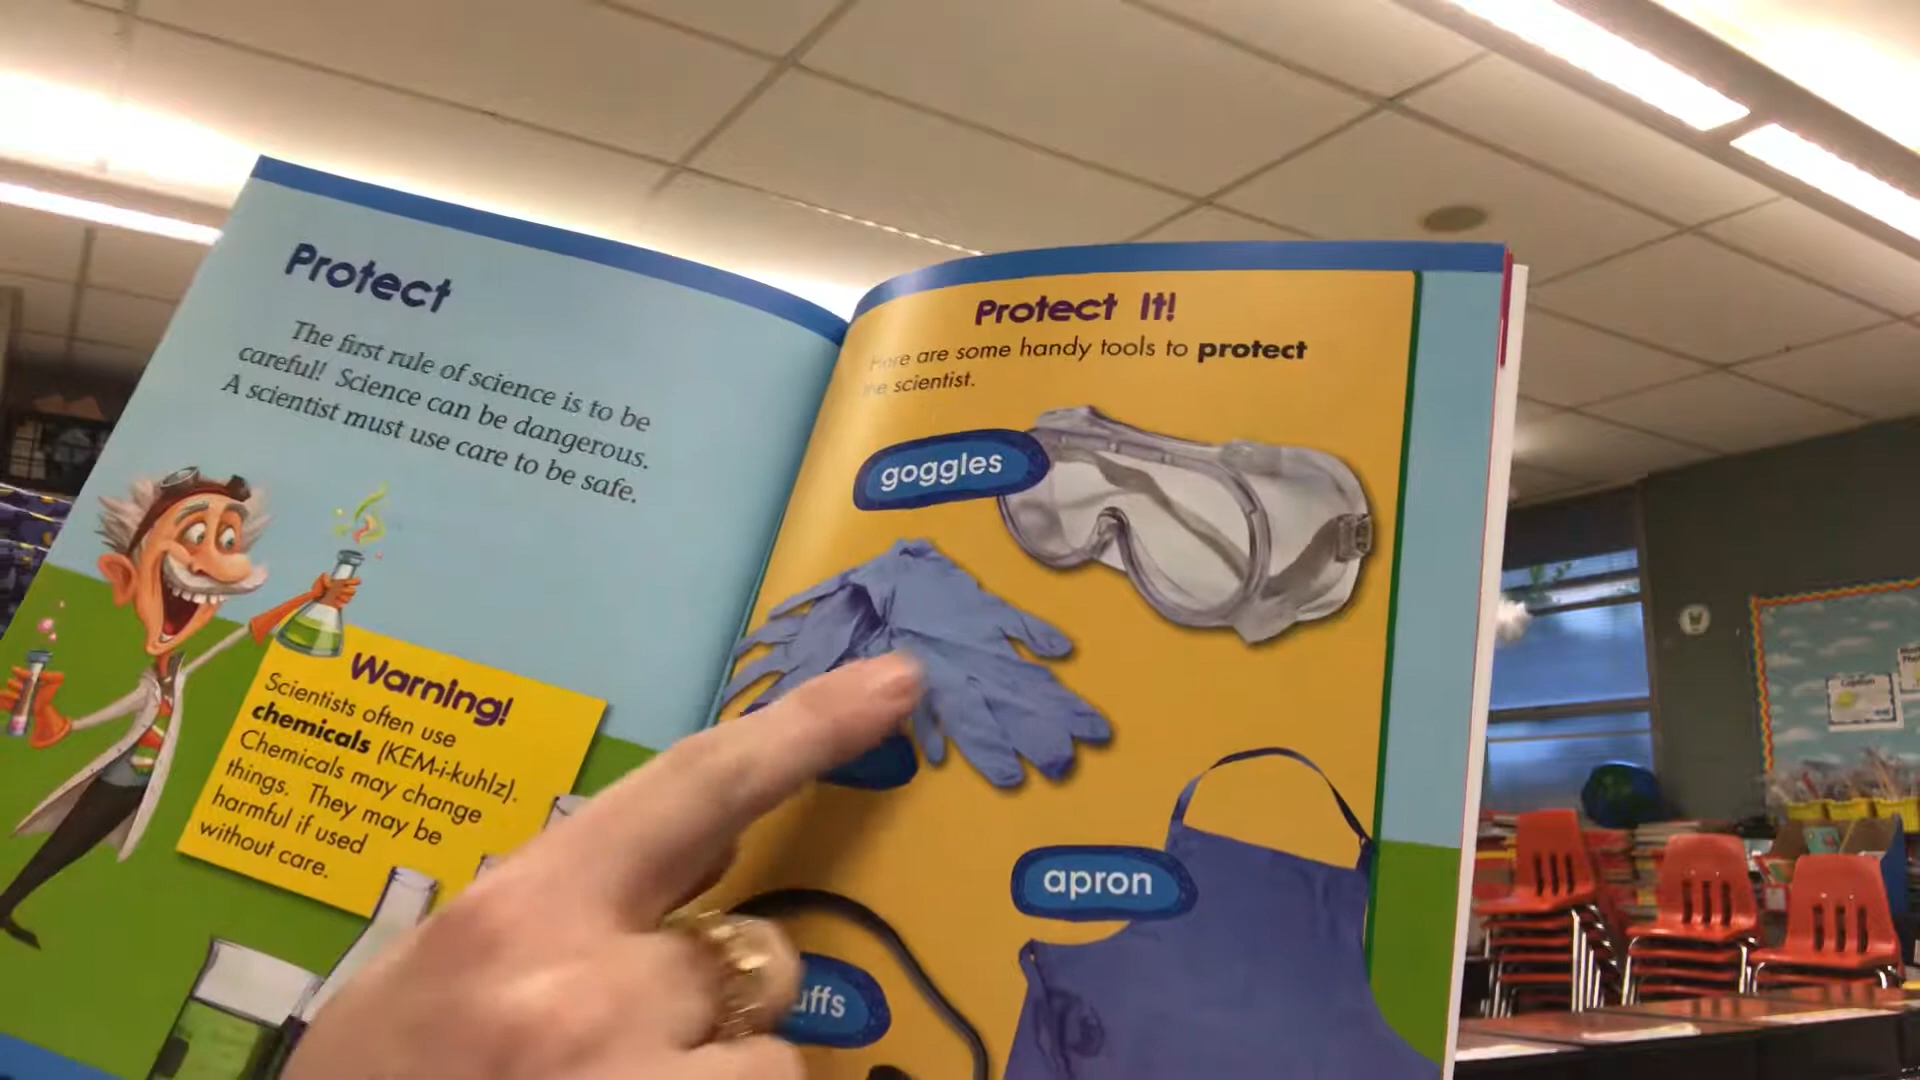 Protect
The first rule of science is to be
careful! Science can be dangerous.
A scientist must use care to be safe.
Warning!
Scientists often use
chemicals (KEM-i-kuhlz).
Chemicals may change
things. They may be
harmful if used
without care.
Protect It!
Here are some handy tools to protect
the scientist.
goggles
apron